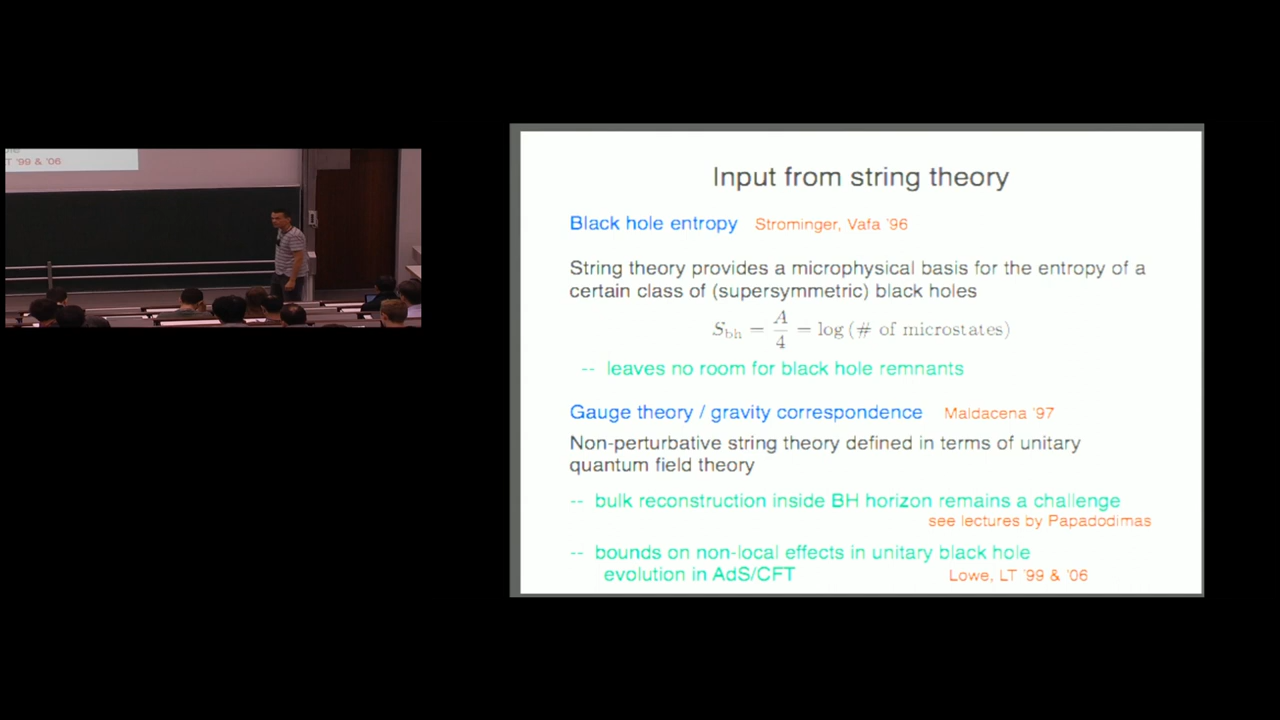 T '99 & '06
Input from string theory
Black hole entropy Strominger, Vafa '96
String theory provides a microphysical basis for the entropy of a
certain class of (supersymmetric) black holes
S_bh = A/4 = log (# of microstates)
-- leaves no room for black hole remnants
Gauge theory / gravity correspondence Maldacena '97
Non-perturbative string theory defined in terms of unitary
quantum field theory
-- bulk reconstruction inside BH horizon remains a challenge
see lectures by Papadodimas
-- bounds on non-local effects in unitary black hole
evolution in AdS/CFT Lowe, LT '99 & '06